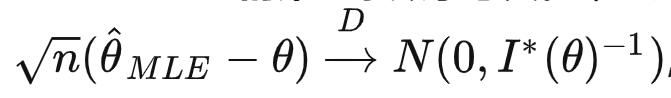 √n(θ̂_MLE − θ) —D→ N(0, I*(θ)⁻¹),